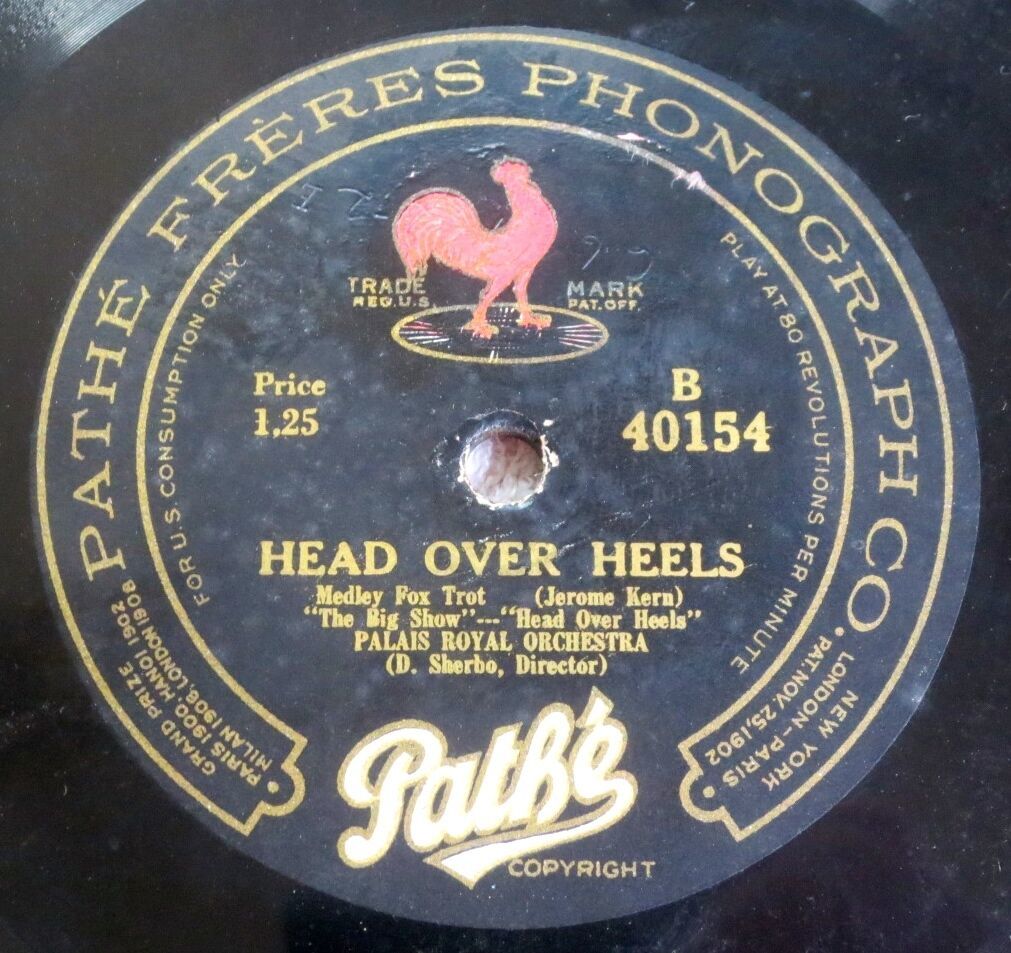 PATHÉ FRÈRES PHONOGRAPH CO.
NEW YORK
LONDON-PARIS
PAT. NOV. 25, 1902
GRAND PRIZE
PARIS 1900, HANOI 1902
MILAN 1906, LONDON 1908
FOR U.S. CONSUMPTION ONLY
PLAY AT 80 REVOLUTIONS PER MINUTE
TRADE MARK
REG. U.S. PAT. OFF.
Price
1.25
B
40154
HEAD OVER HEELS
Medley Fox Trot (Jerome Kern)
"The Big Show"---"Head Over Heels"
PALAIS ROYAL ORCHESTRA
(D. Sherbo, Director)
Pathé
COPYRIGHT